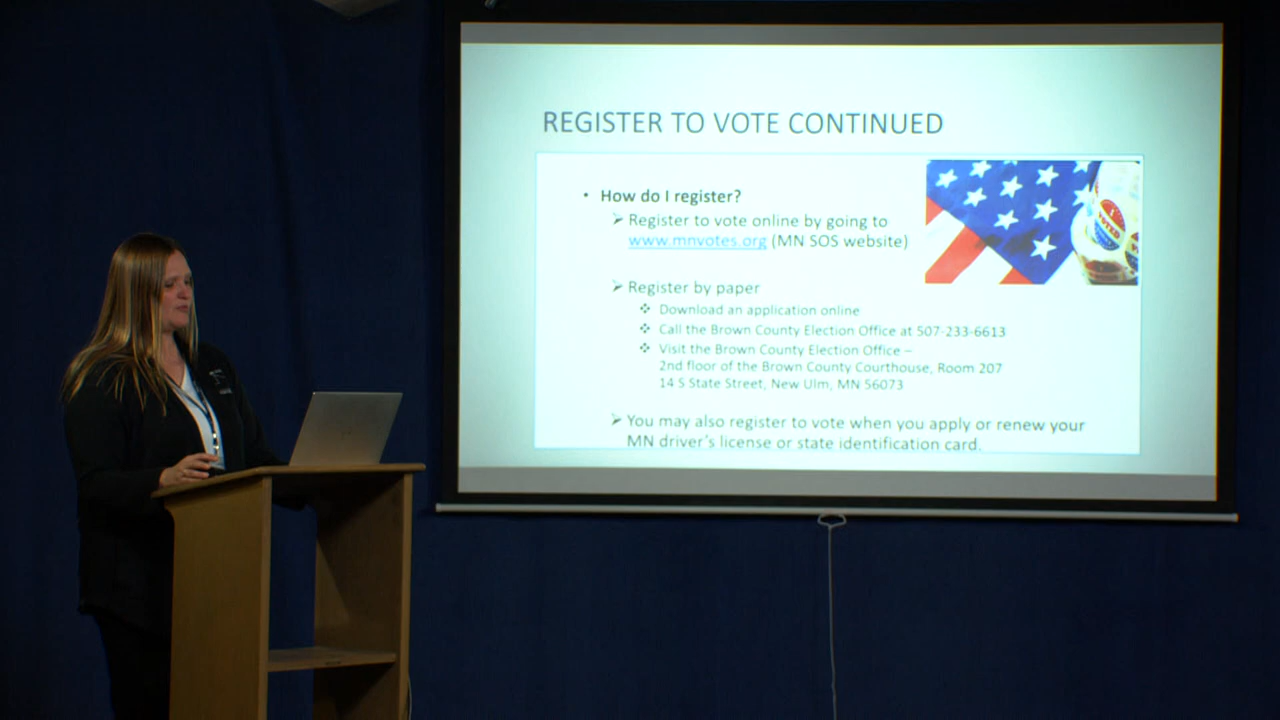 REGISTER TO VOTE CONTINUED
• How do I register?
➢ Register to vote online by going to
www.mnvotes.org (MN SOS website)
➢ Register by paper
❖ Download an application online
❖ Call the Brown County Election Office at 507-233-6613
❖ Visit the Brown County Election Office –
2nd floor of the Brown County Courthouse, Room 207
14 S State Street, New Ulm, MN 56073
➢ You may also register to vote when you apply or renew your
MN driver's license or state identification card.
I VOTED